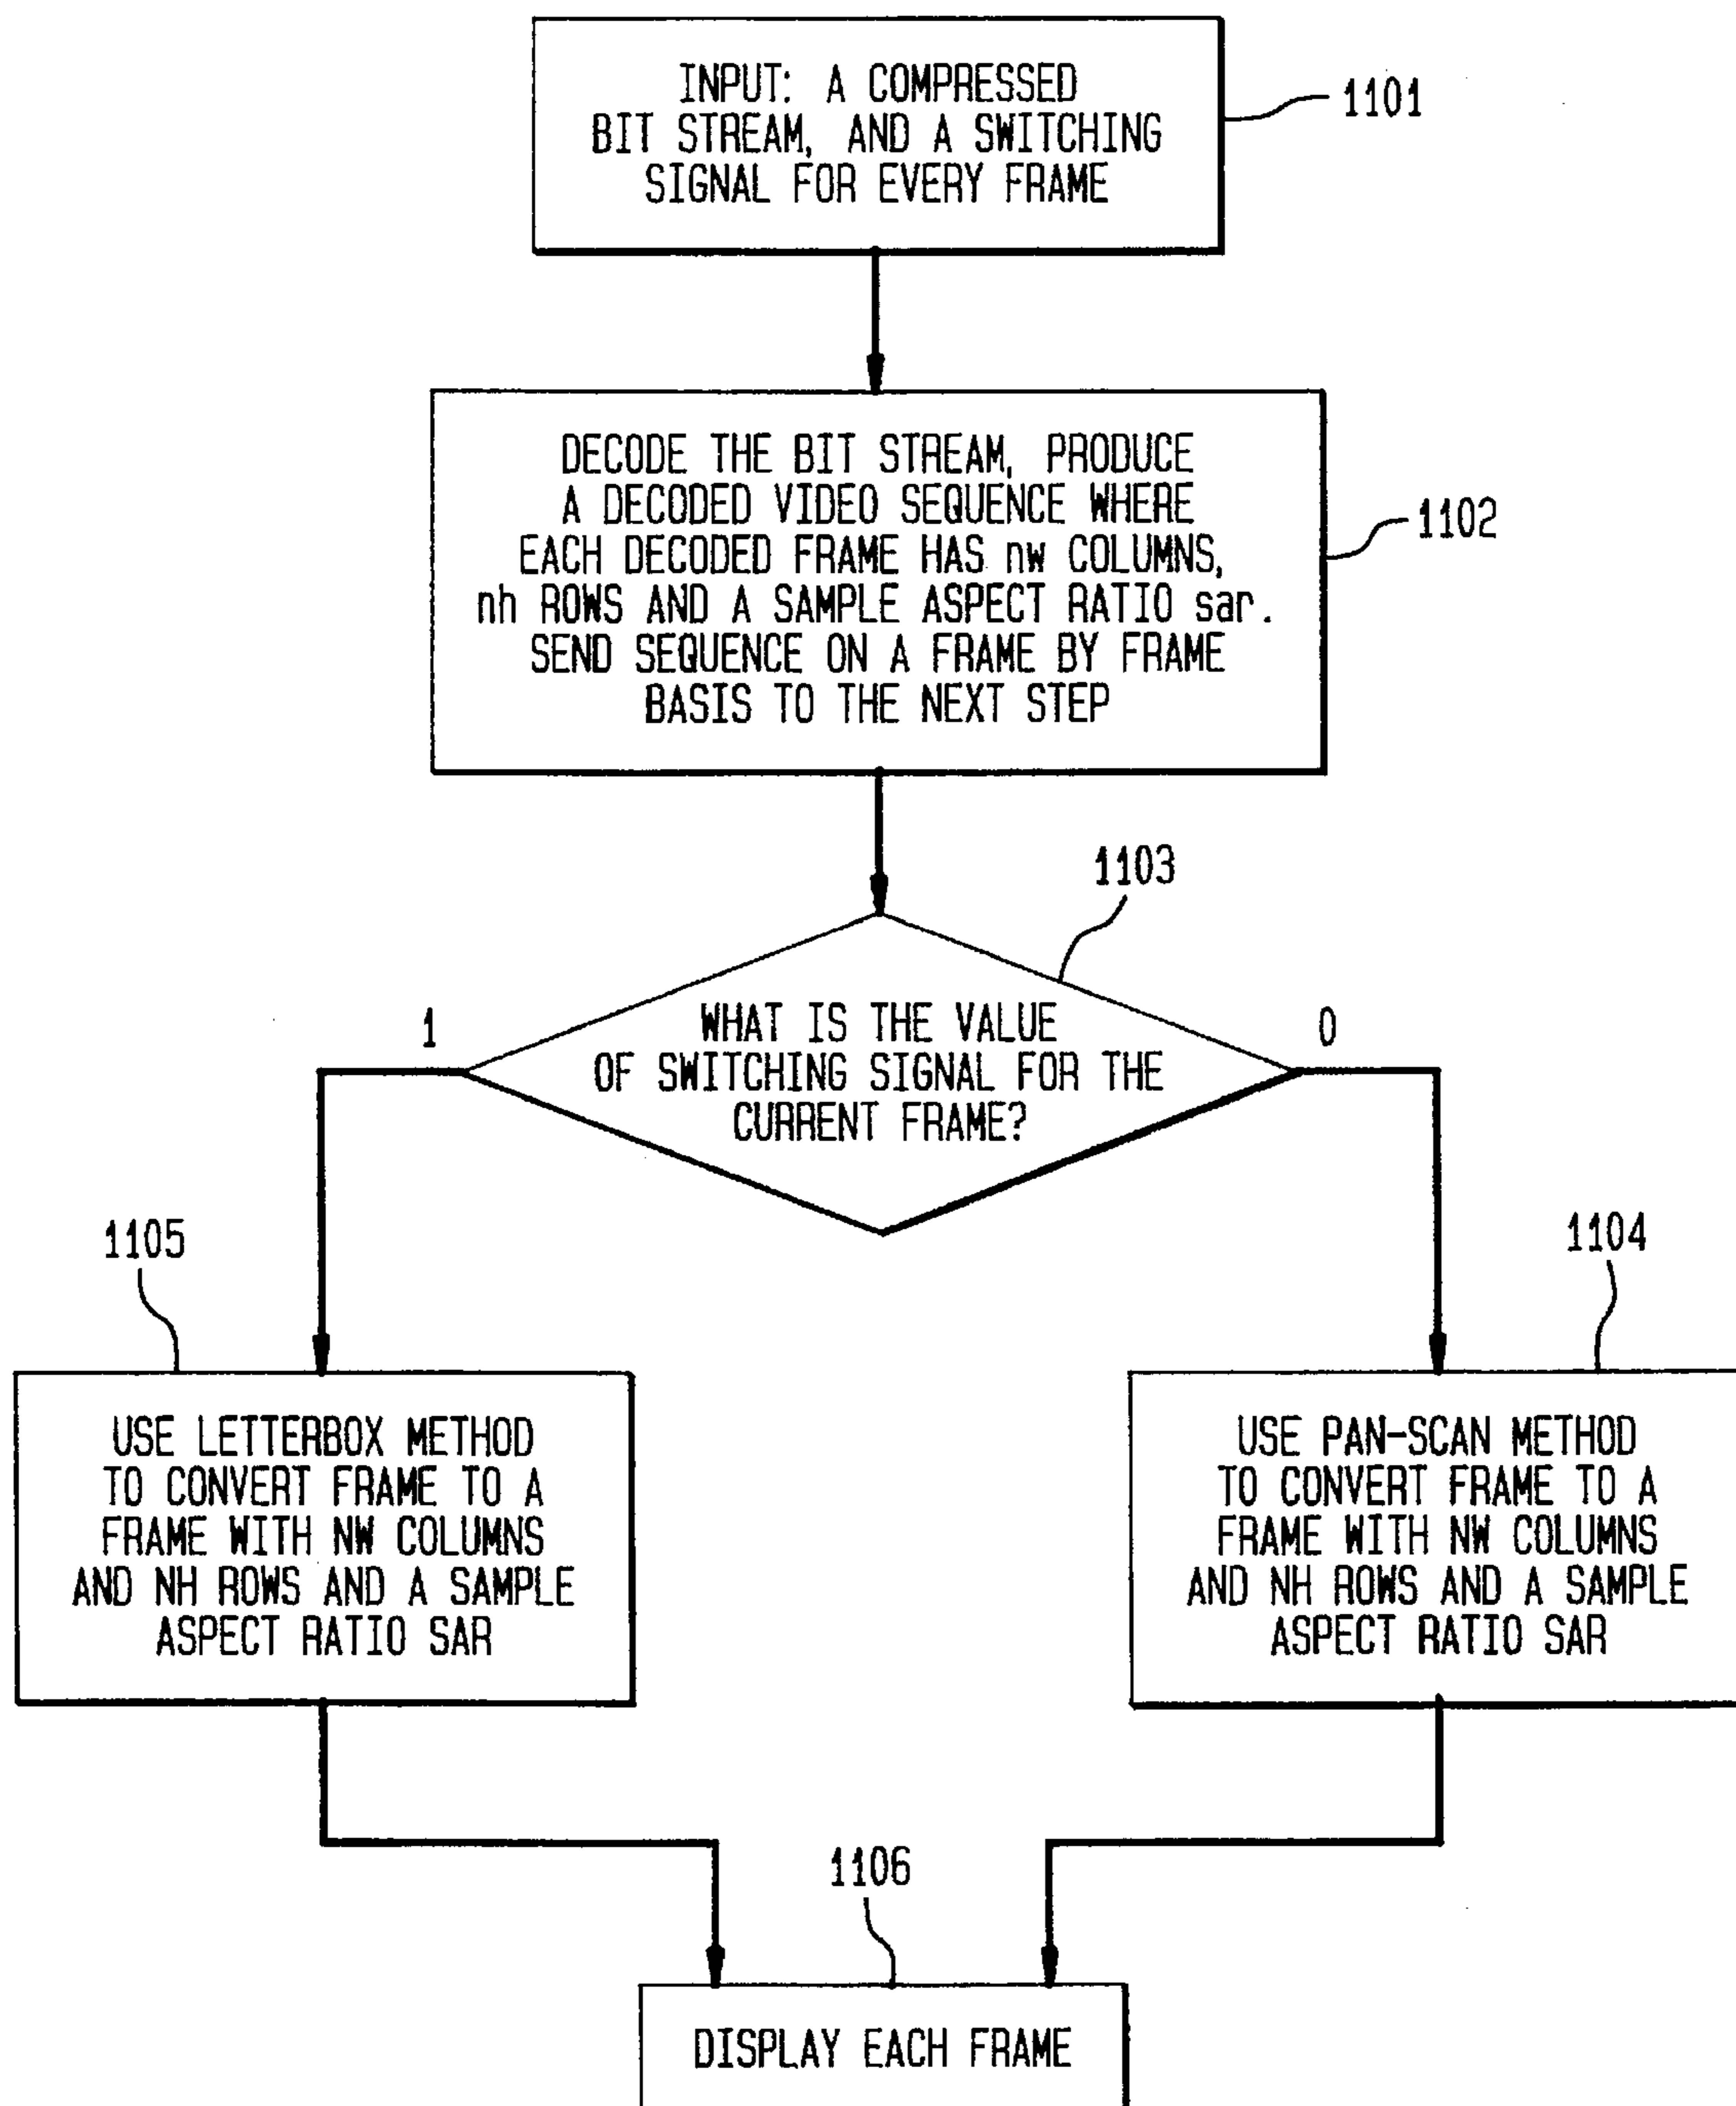 INPUT: A COMPRESSED
BIT STREAM, AND A SWITCHING
SIGNAL FOR EVERY FRAME
1101
DECODE THE BIT STREAM, PRODUCE
A DECODED VIDEO SEQUENCE WHERE
EACH DECODED FRAME HAS nw COLUMNS,
nh ROWS AND A SAMPLE ASPECT RATIO sar.
SEND SEQUENCE ON A FRAME BY FRAME
BASIS TO THE NEXT STEP
1102
1103
WHAT IS THE VALUE
OF SWITCHING SIGNAL FOR THE
CURRENT FRAME?
1
0
1105
USE LETTERBOX METHOD
TO CONVERT FRAME TO A
FRAME WITH NW COLUMNS
AND NH ROWS AND A SAMPLE
ASPECT RATIO SAR
1104
USE PAN-SCAN METHOD
TO CONVERT FRAME TO A
FRAME WITH NW COLUMNS
AND NH ROWS AND A SAMPLE
ASPECT RATIO SAR
1106
DISPLAY EACH FRAME